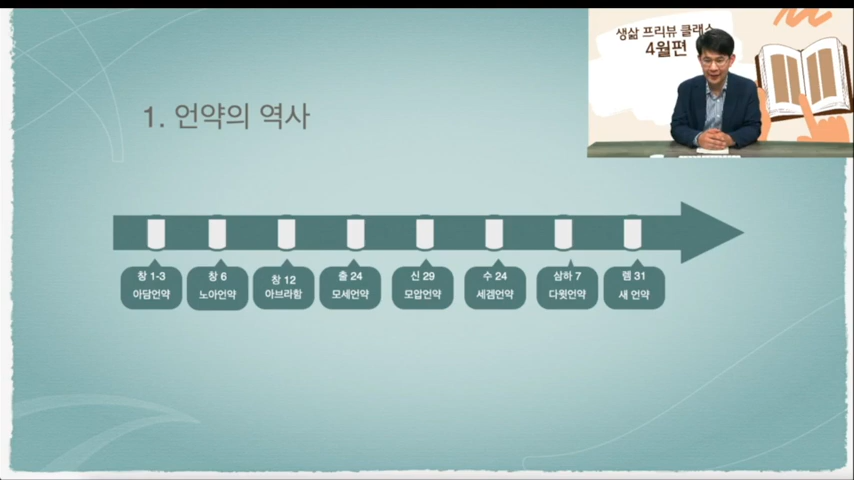 생삶 프리뷰 클래스
4월편
1. 언약의 역사
창 1-3
아담언약
창 6
노아언약
창 12
아브라함
출 24
모세언약
신 29
모압언약
수 24
세겜언약
삼하 7
다윗언약
렘 31
새 언약